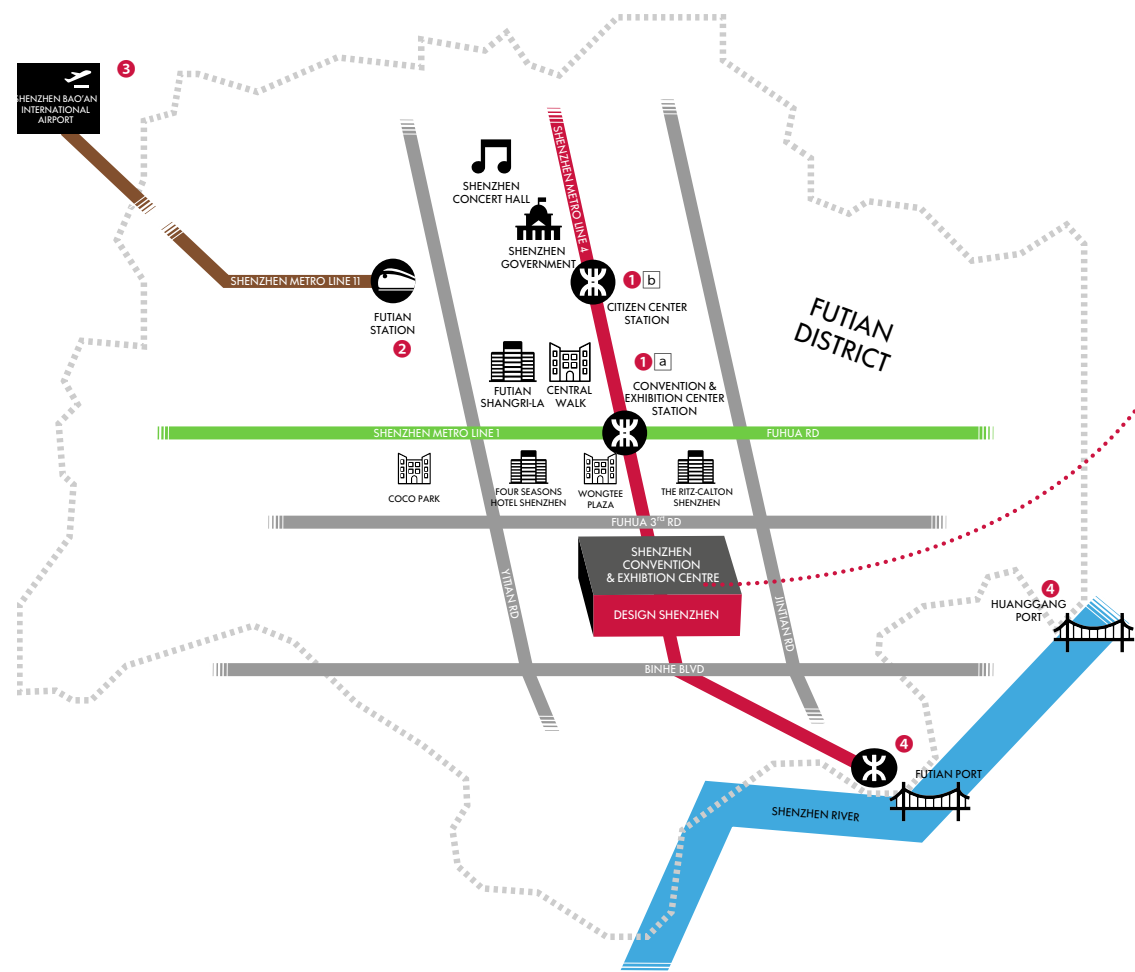 3
SHENZHEN BAO'AN
INTERNATIONAL
AIRPORT
SHENZHEN METRO LINE 11
FUTIAN
STATION
2
SHENZHEN
CONCERT HALL
SHENZHEN
GOVERNMENT
SHENZHEN METRO LINE 4
1 b
CITIZEN CENTER
STATION
FUTIAN
DISTRICT
1 a
CONVENTION &
EXHIBITION CENTER
STATION
FUTIAN
SHANGRI-LA
CENTRAL
WALK
SHENZHEN METRO LINE 1
FUHUA RD
COCO PARK
FOUR SEASONS
HOTEL SHENZHEN
WONGTEE
PLAZA
THE RITZ-CALTON
SHENZHEN
FUHUA 3rd RD
SHENZHEN
CONVENTION
& EXHIBTION CENTRE
DESIGN SHENZHEN
YITIAN RD
JINTIAN RD
BINHE BLVD
4
HUANGGANG
PORT
4
FUTIAN PORT
SHENZHEN RIVER